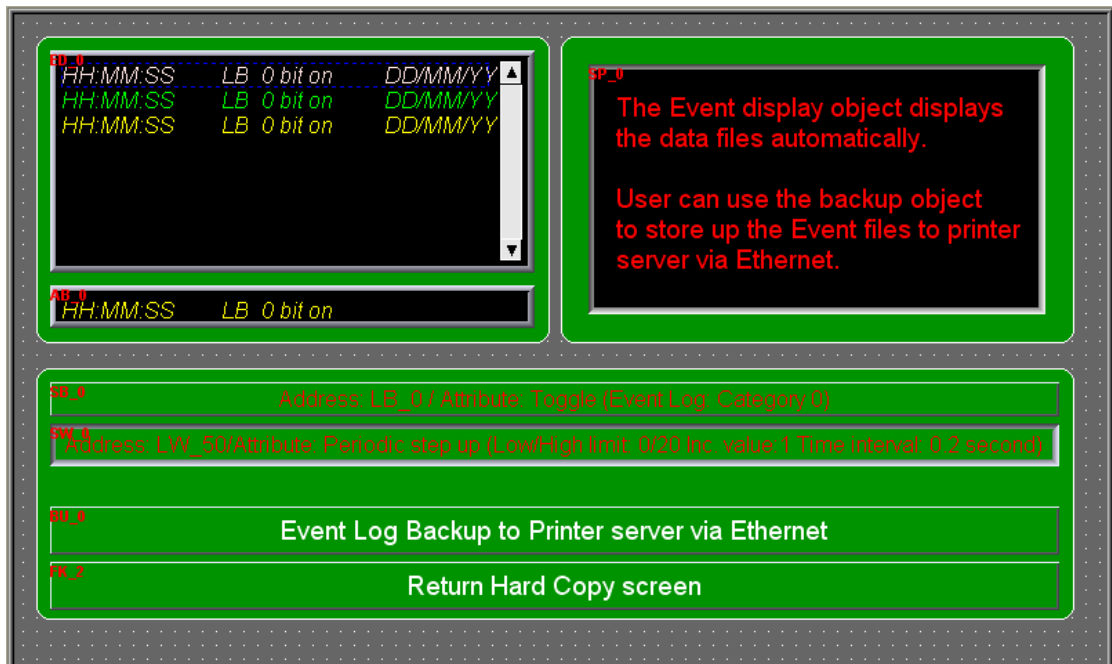 ED_0
HH:MM:SS LB 0 bit on DD/MM/YY
HH:MM:SS LB 0 bit on DD/MM/YY
HH:MM:SS LB 0 bit on DD/MM/YY
AB_0
HH:MM:SS LB 0 bit on
SP_0
The Event display object displays
the data files automatically.
User can use the backup object
to store up the Event files to printer
server via Ethernet.
SB_0
Address: LB_0 / Attribute: Toggle (Event Log: Category 0)
SW_0
Address: LW_50/Attribute: Periodic step up (Low/High limit: 0/20 Inc. value:1 Time interval: 0.2 second)
BU_0
Event Log Backup to Printer server via Ethernet
FK_2
Return Hard Copy screen